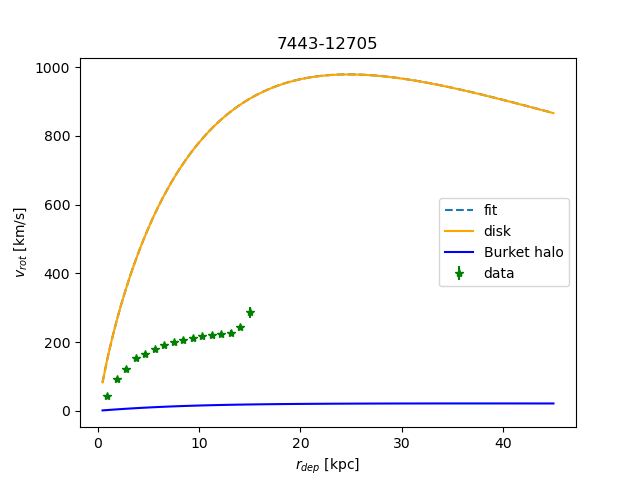 7443-12705
1000
800
600
400
200
0
v_rot [km/s]
fit
disk
Burket halo
data
0 10 20 30 40
r_dep [kpc]